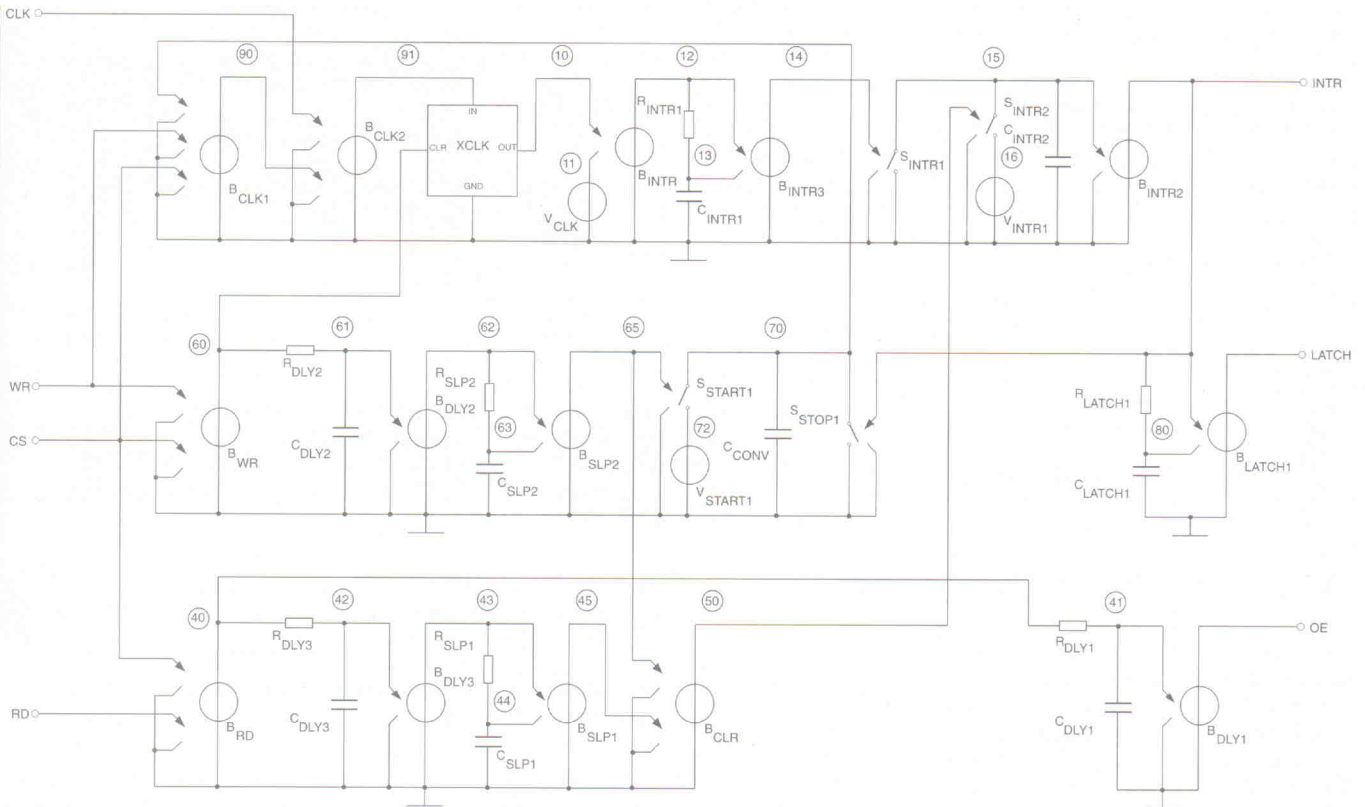 CLK
90
91
10
12
14
15
INTR
B CLK1
B CLK2
IN
CLR
XCLK
OUT
GND
11
V CLK
R INTR1
B INTR
13
C INTR1
B INTR3
S INTR1
S INTR2
C INTR2
16
V INTR1
B INTR2
60
61
62
65
70
LATCH
WR
CS
B WR
R DLY2
C DLY2
R SLP2
B DLY2
63
C SLP2
B SLP2
S START1
72
V START1
S STOP1
C CONV
R LATCH1
80
C LATCH1
B LATCH1
40
42
43
45
50
41
OE
RD
B RD
R DLY3
C DLY3
R SLP1
B DLY3
44
C SLP1
B SLP1
B CLR
R DLY1
C DLY1
B DLY1